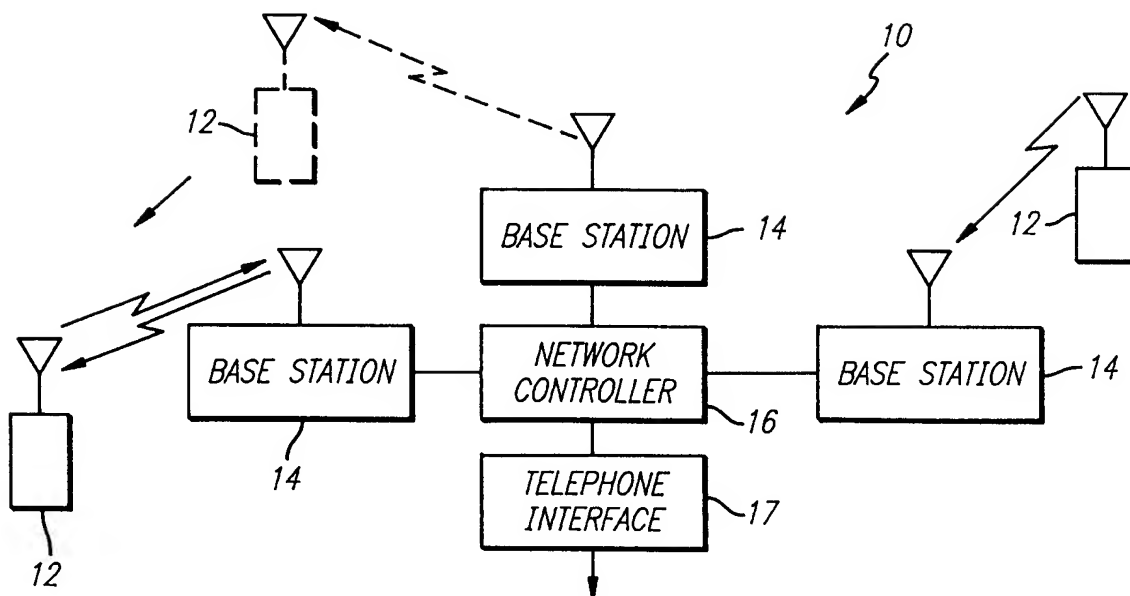 10
12
12
BASE STATION
14
BASE STATION
14
NETWORK
CONTROLLER
16
BASE STATION
14
TELEPHONE
INTERFACE
17
12